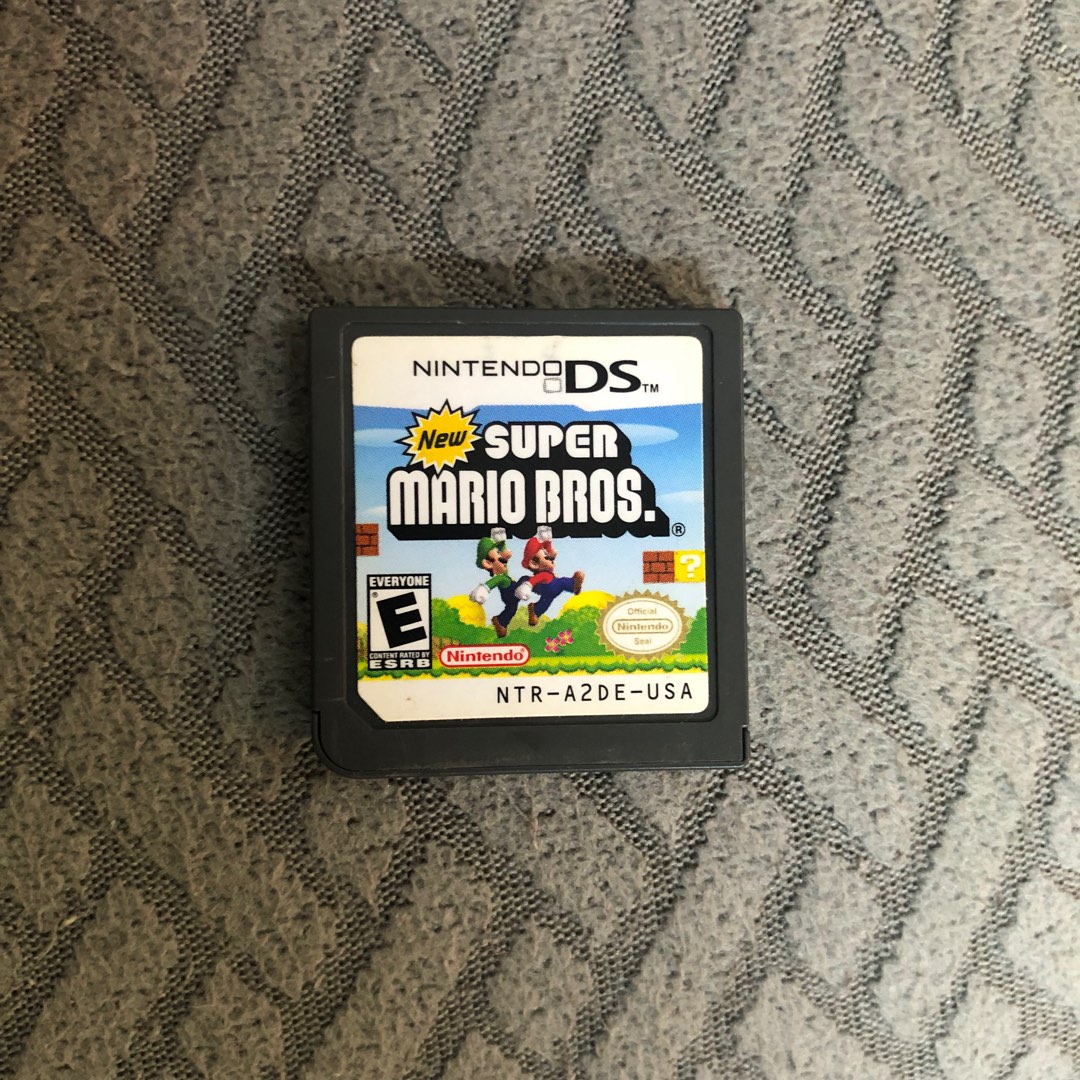 NINTENDO DS™
New SUPER
MARIO BROS.®
?
EVERYONE
E
CONTENT RATED BY
ESRB
Nintendo®
Official
Nintendo
Seal
NTR-A2DE-USA